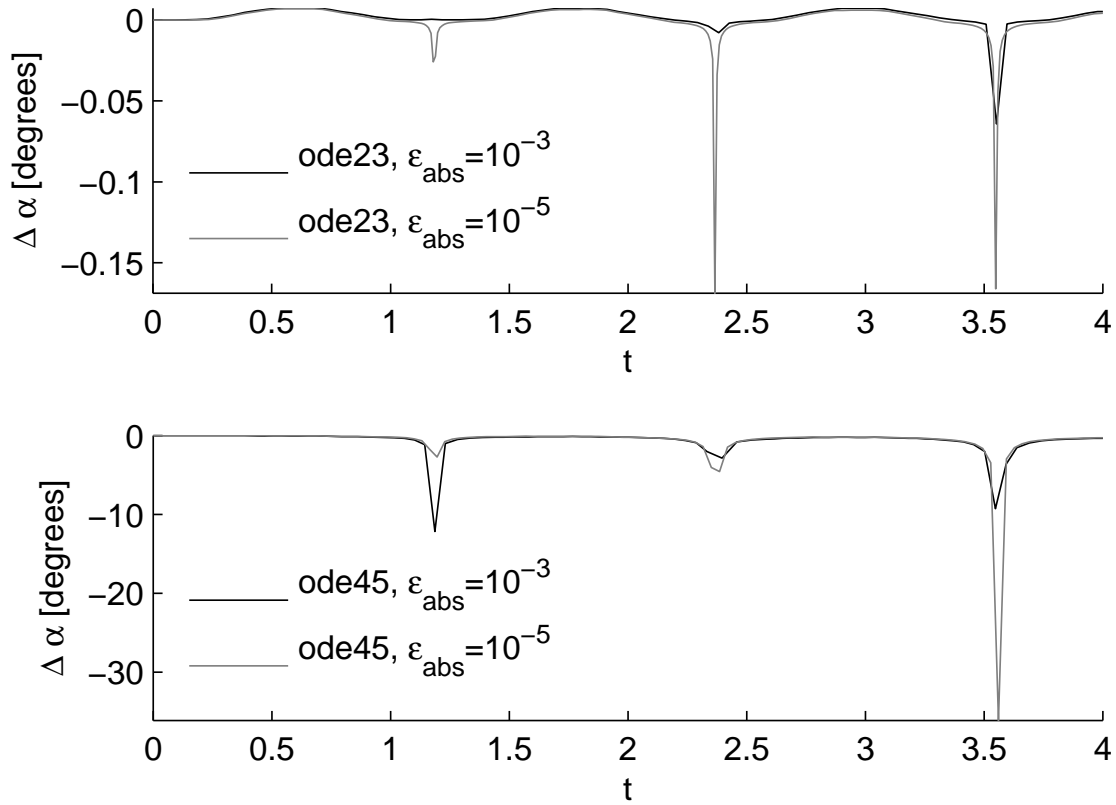 0
−0.05
−0.1
−0.15
Δ α [degrees]
ode23, ε_abs=10^−3
ode23, ε_abs=10^−5
0 0.5 1 1.5 2 2.5 3 3.5 4
t
0
−10
−20
−30
Δ α [degrees]
ode45, ε_abs=10^−3
ode45, ε_abs=10^−5
0 0.5 1 1.5 2 2.5 3 3.5 4
t